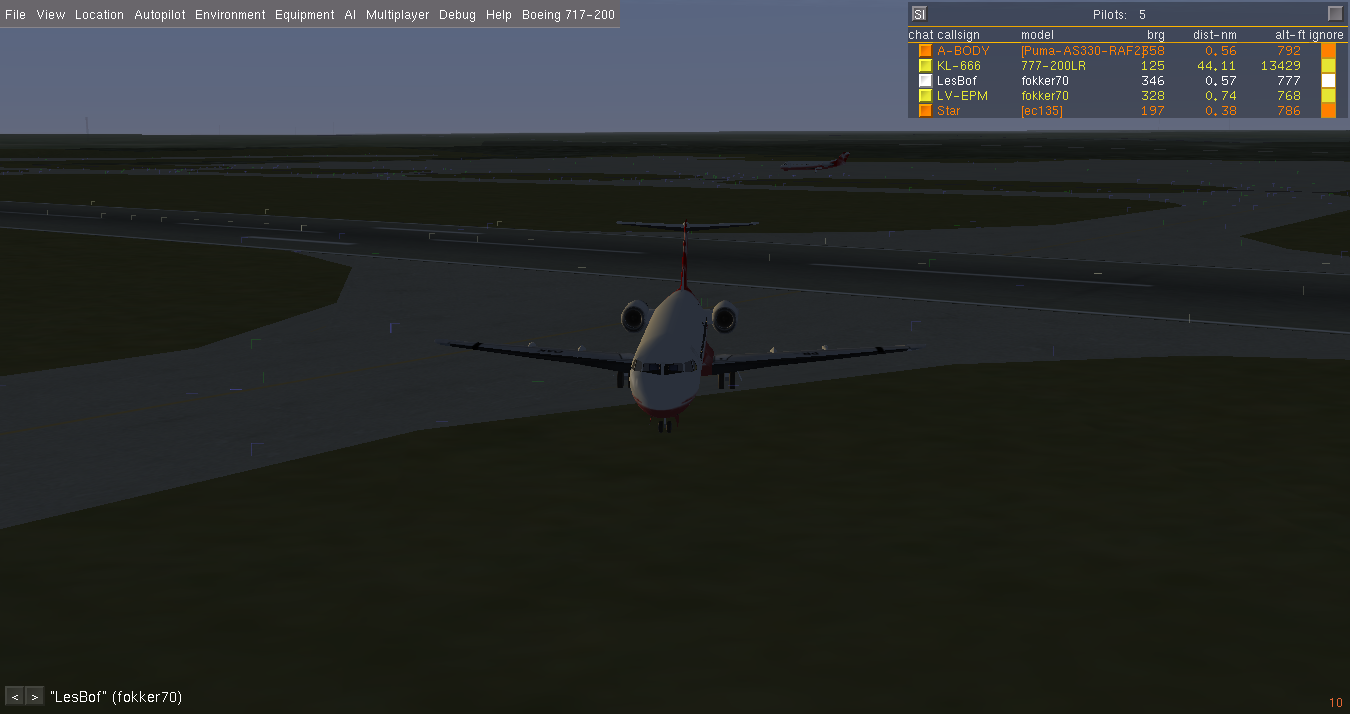 File View Location Autopilot Environment Equipment AI Multiplayer Debug Help Boeing 717-200
SI Pilots: 5
chat callsign model brg dist-nm alt-ft ignore
A-BODY [Puma-AS330-RAF2 358 0.56 792
KL-666 777-200LR 125 44.11 13429
LesBof fokker70 346 0.57 777
LV-EPM fokker70 328 0.74 768
Star [ec135] 197 0.38 786
< > "LesBof" (fokker70)
10